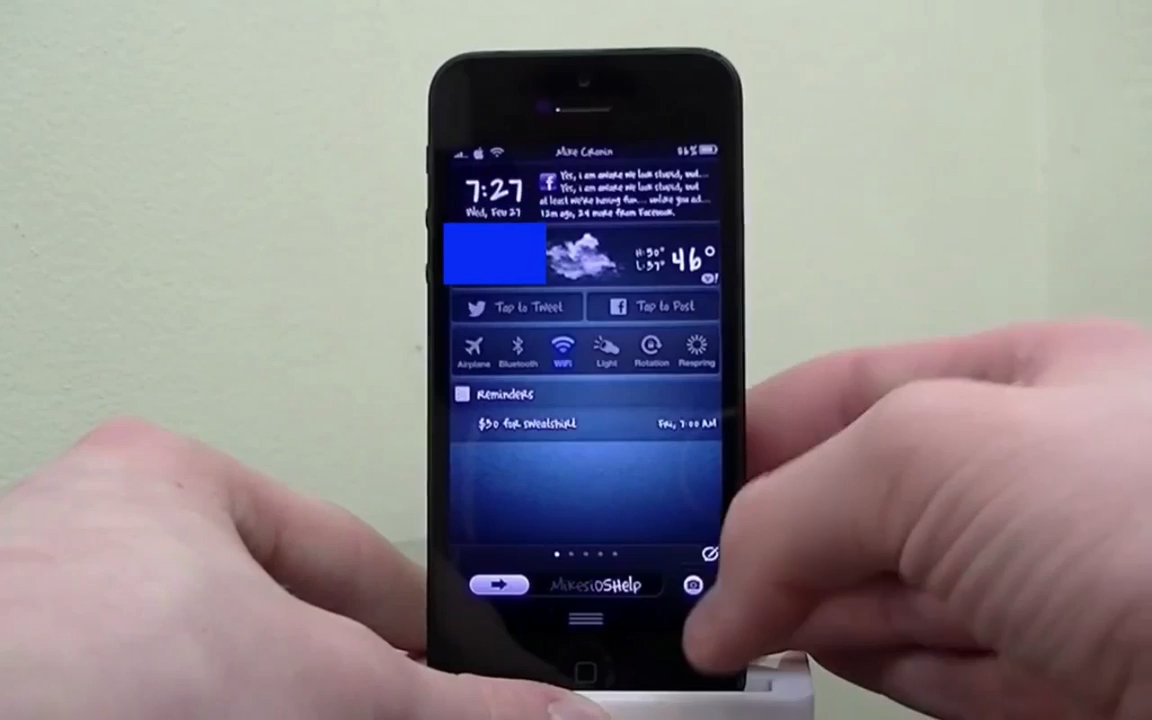 Mike Cronin
86%
7:27
Wed, Feb 27
Yes, i am awake we look stupid, but...
Yes, i am awake we look stupid, but
at least we're having fun... unlike you ad...
12m ago, 24 more from Facebook.
H:50°
L:37°
46°
Tap to Tweet
Tap to Post
Airplane
Bluetooth
WiFi
Light
Rotation
Respring
Reminders
$30 for sweatshirt
Fri, 7:00 AM
MikesiOSHelp